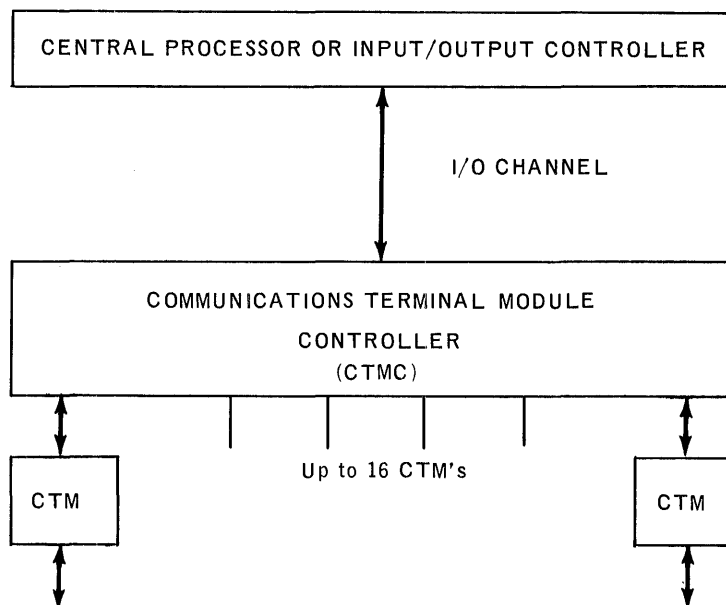 CENTRAL PROCESSOR OR INPUT/OUTPUT CONTROLLER
I/O CHANNEL
COMMUNICATIONS TERMINAL MODULE
CONTROLLER
(CTMC)
Up to 16 CTM's
CTM
CTM